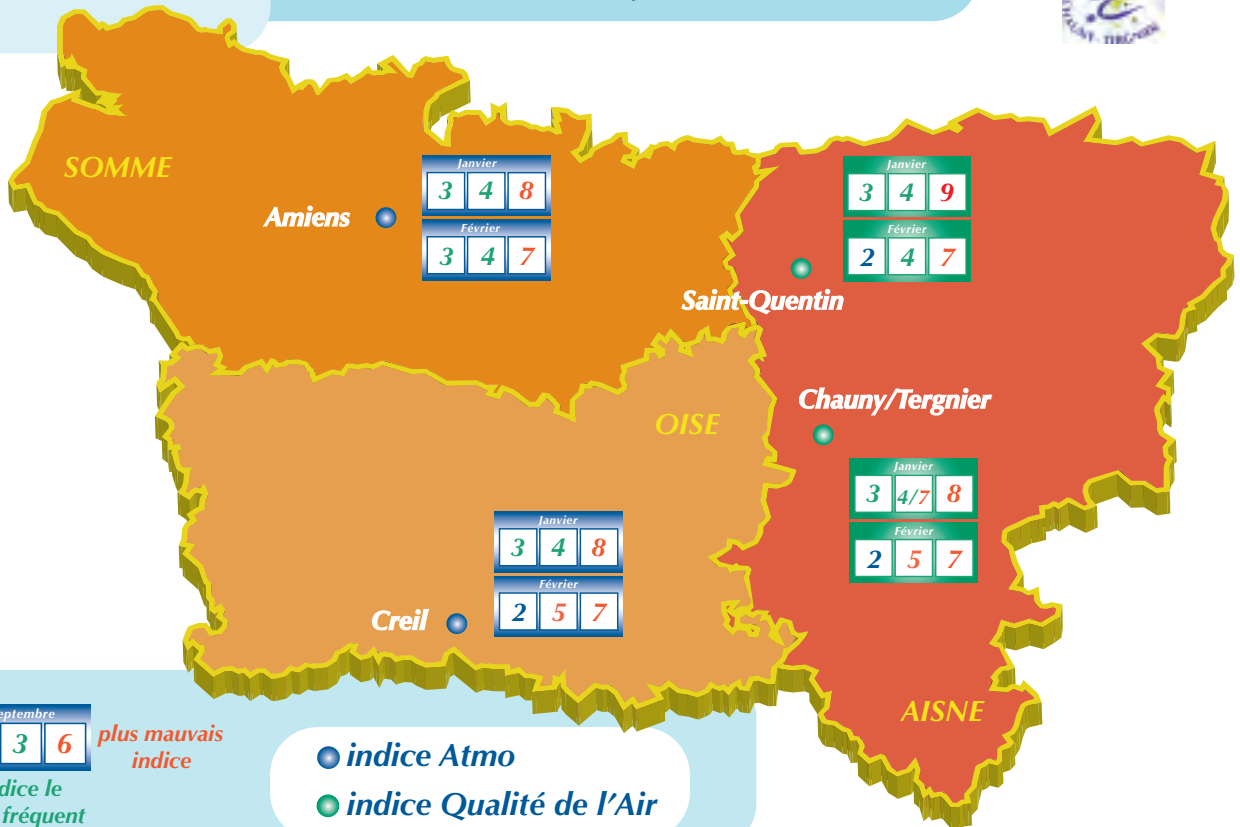 SOMME
Amiens
Janvier
3 4 8
Février
3 4 7
Janvier
3 4 9
Février
2 4 7
Saint-Quentin
OISE
Chauny/Tergnier
Janvier
3 4/7 8
Février
2 5 7
Janvier
3 4 8
Février
2 5 7
Creil
AISNE
3 6
plus mauvais
indice
le
fréquent
indice Atmo
indice Qualité de l'Air